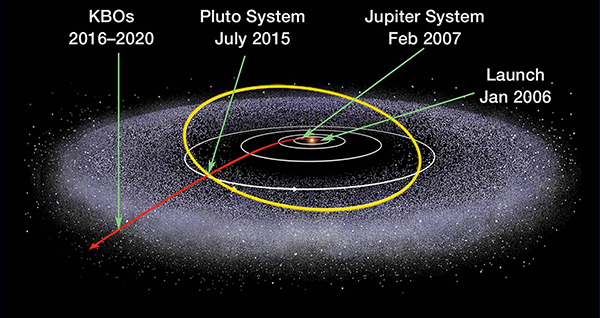 KBOs
2016–2020
Pluto System
July 2015
Jupiter System
Feb 2007
Launch
Jan 2006